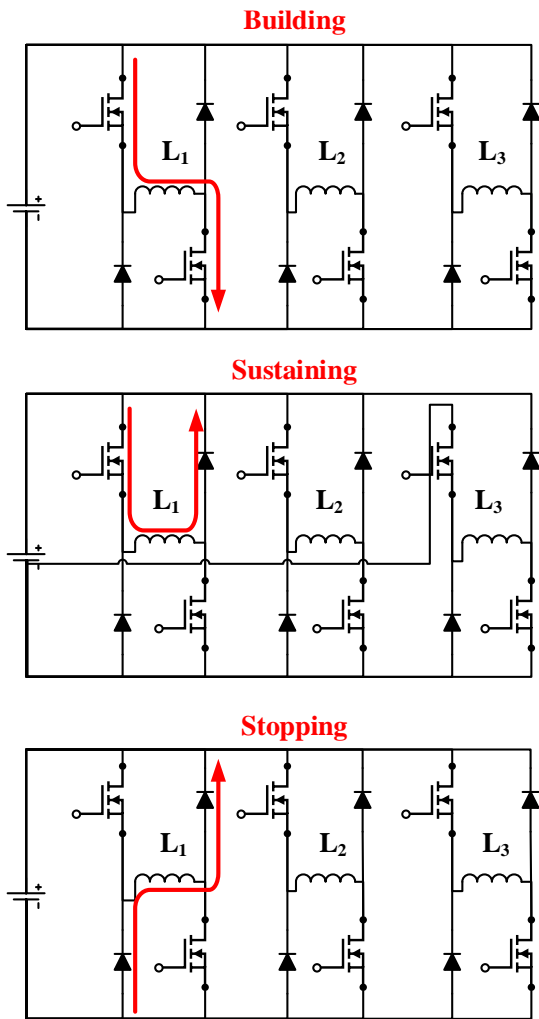 Building
L1 L2 L3
+
-
Sustaining
L1 L2 L3
+
-
Stopping
L1 L2 L3
+
-